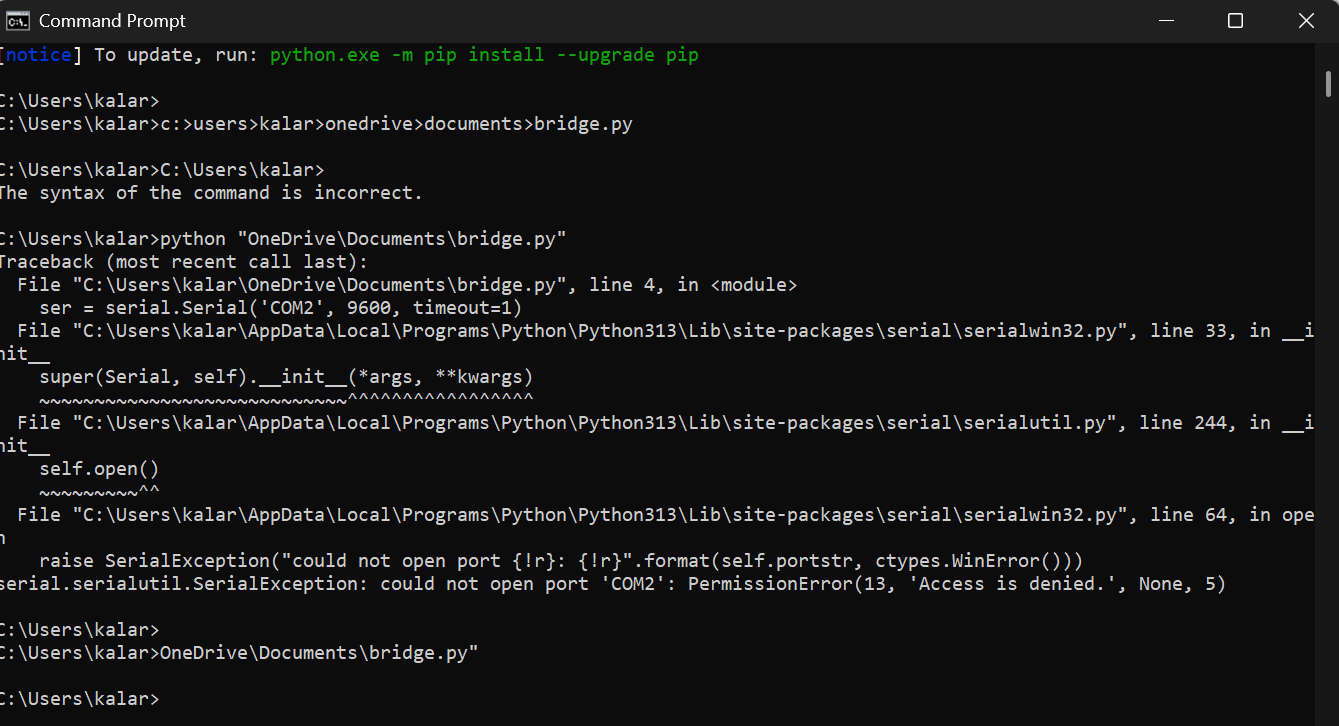 Command Prompt
[notice] To update, run: python.exe -m pip install --upgrade pip
C:\Users\kalar>
C:\Users\kalar>c:>users>kalar>onedrive>documents>bridge.py
C:\Users\kalar>C:\Users\kalar>
The syntax of the command is incorrect.
C:\Users\kalar>python "OneDrive\Documents\bridge.py"
Traceback (most recent call last):
  File "C:\Users\kalar\OneDrive\Documents\bridge.py", line 4, in <module>
    ser = serial.Serial('COM2', 9600, timeout=1)
  File "C:\Users\kalar\AppData\Local\Programs\Python\Python313\Lib\site-packages\serial\serialwin32.py", line 33, in __i
nit__
    super(Serial, self).__init__(*args, **kwargs)
    ~~~~~~~~~~~~~~~~~~~~~~~~~~~~^^^^^^^^^^^^^^^^^
  File "C:\Users\kalar\AppData\Local\Programs\Python\Python313\Lib\site-packages\serial\serialutil.py", line 244, in __i
nit__
    self.open()
    ~~~~~~~~~^^
  File "C:\Users\kalar\AppData\Local\Programs\Python\Python313\Lib\site-packages\serial\serialwin32.py", line 64, in ope
n
    raise SerialException("could not open port {!r}: {!r}".format(self.portstr, ctypes.WinError()))
serial.serialutil.SerialException: could not open port 'COM2': PermissionError(13, 'Access is denied.', None, 5)
C:\Users\kalar>
C:\Users\kalar>OneDrive\Documents\bridge.py"
C:\Users\kalar>